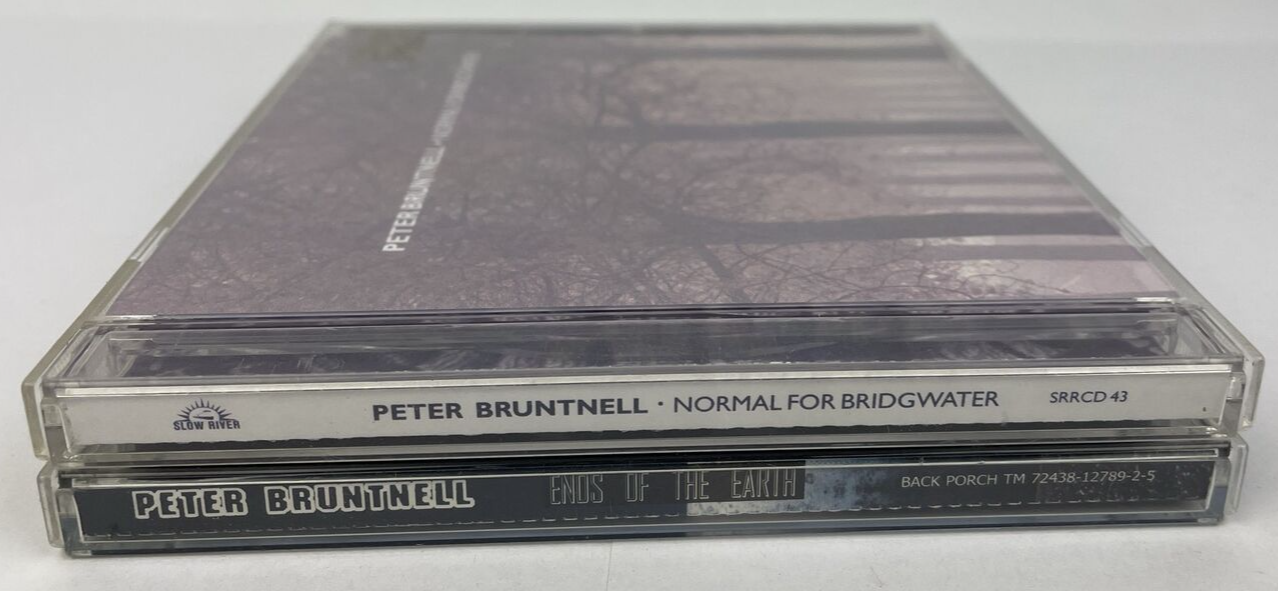 PETER BRUNTNELL • NORMAL FOR BRIDGWATER
SLOW RIVER
PETER BRUNTNELL · NORMAL FOR BRIDGWATER
SRRCD 43
PETER BRUNTNELL
ENDS OF THE EARTH
BACK PORCH TM 72438-12789-2-5